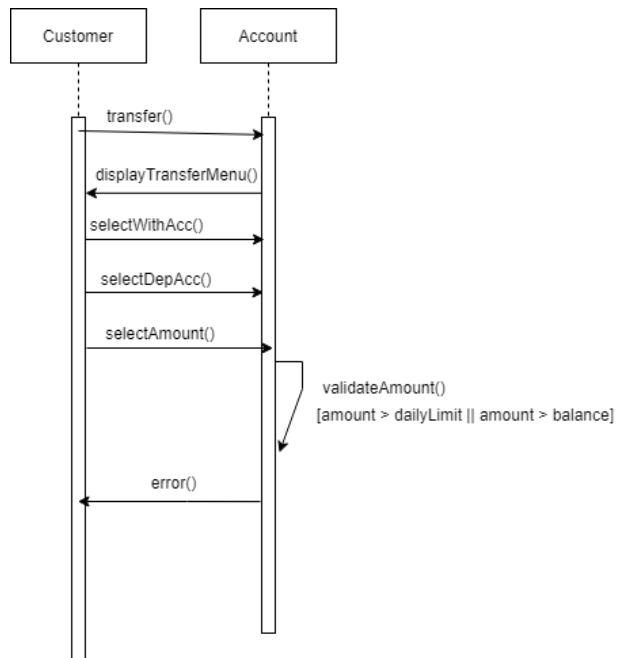 Customer
Account
transfer()
displayTransferMenu()
selectWithAcc()
selectDepAcc()
selectAmount()
validateAmount()
[amount > dailyLimit || amount > balance]
error()